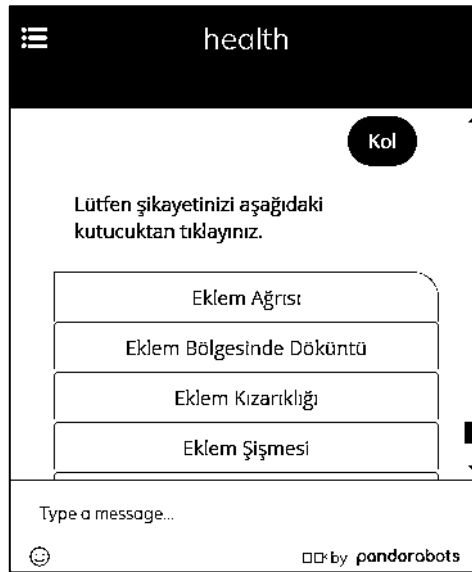 health
Kol
Lütfen şikayetinizi aşağıdaki
kutucuktan tıklayınız.
Eklem Ağrısı
Eklem Bölgesinde Döküntü
Eklem Kızarıklığı
Eklem Şişmesi
Type a message...
by pandorabots